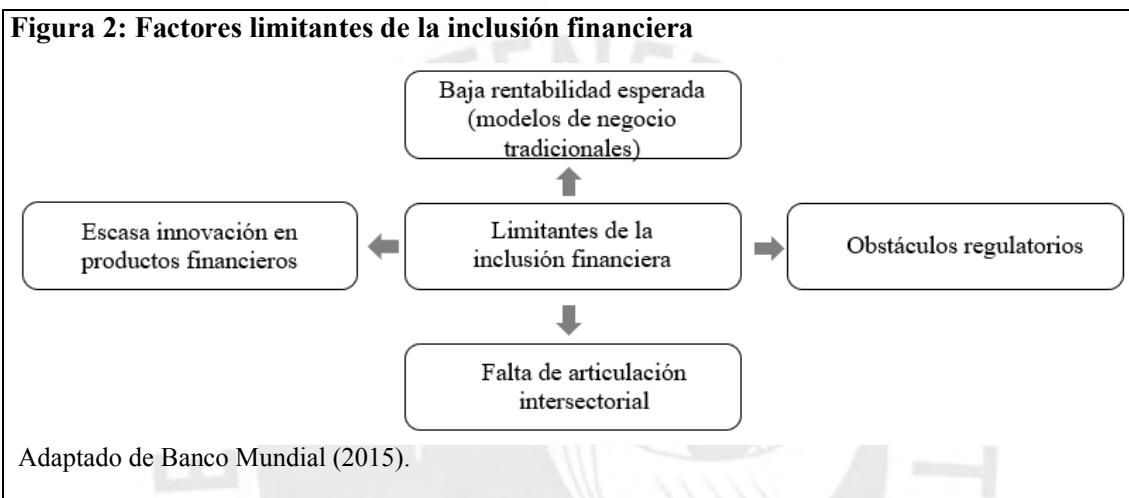 Figura 2: Factores limitantes de la inclusión financiera
Baja rentabilidad esperada
(modelos de negocio
tradicionales)
Escasa innovación en
productos financieros
Limitantes de la
inclusión financiera
Obstáculos regulatorios
Falta de articulación
intersectorial
Adaptado de Banco Mundial (2015).